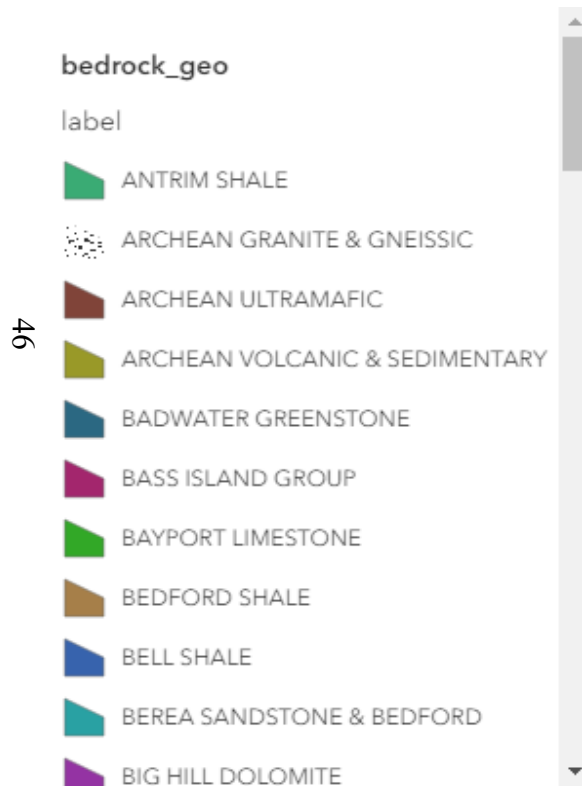 bedrock_geo
label
ANTRIM SHALE
ARCHEAN GRANITE & GNEISSIC
ARCHEAN ULTRAMAFIC
46
ARCHEAN VOLCANIC & SEDIMENTARY
BADWATER GREENSTONE
BASS ISLAND GROUP
BAYPORT LIMESTONE
BEDFORD SHALE
BELL SHALE
BEREA SANDSTONE & BEDFORD
BIG HILL DOLOMITE